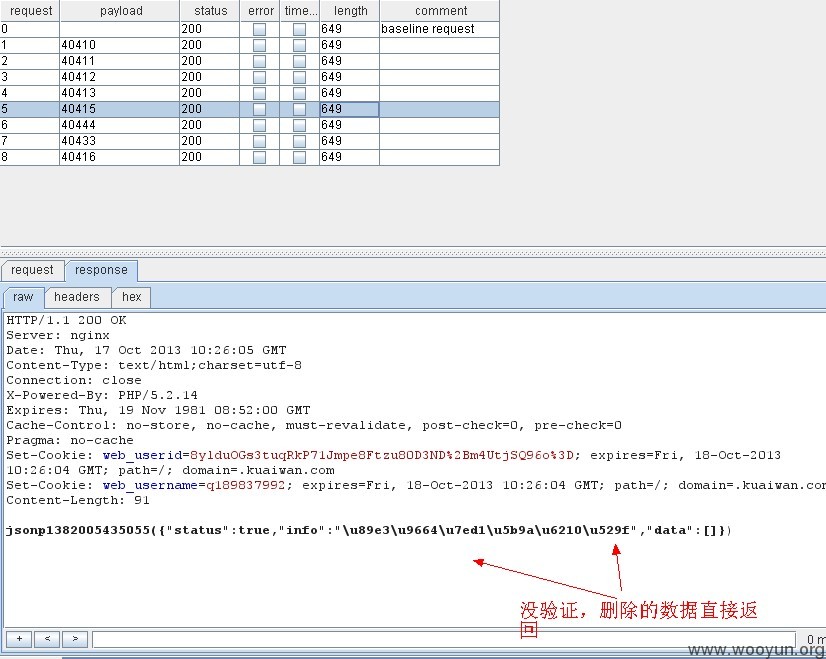 request payload status error time... length comment
0 200 649 baseline request
1 40410 200 649
2 40411 200 649
3 40412 200 649
4 40413 200 649
5 40415 200 649
6 40444 200 649
7 40433 200 649
8 40416 200 649
request response
raw headers hex
HTTP/1.1 200 OK
Server: nginx
Date: Thu, 17 Oct 2013 10:26:05 GMT
Content-Type: text/html;charset=utf-8
Connection: close
X-Powered-By: PHP/5.2.14
Expires: Thu, 19 Nov 1981 08:52:00 GMT
Cache-Control: no-store, no-cache, must-revalidate, post-check=0, pre-check=0
Pragma: no-cache
Set-Cookie: web_userid=8ylduOGs3tuqRkP71Jmpe8Ftzu80D3ND%2Bm4UtjSQ96o%3D; expires=Fri, 18-Oct-2013
10:26:04 GMT; path=/; domain=.kuaiwan.com
Set-Cookie: web_username=q189837992; expires=Fri, 18-Oct-2013 10:26:04 GMT; path=/; domain=.kuaiwan.com
Content-Length: 91
jsonp1382005435055({"status":true,"info":"\u89e3\u9664\u7ed1\u5b9a\u6210\u529f","data":[]})
没验证，删除的数据直接返
回
+ < > 0 m
www.wooyun.org